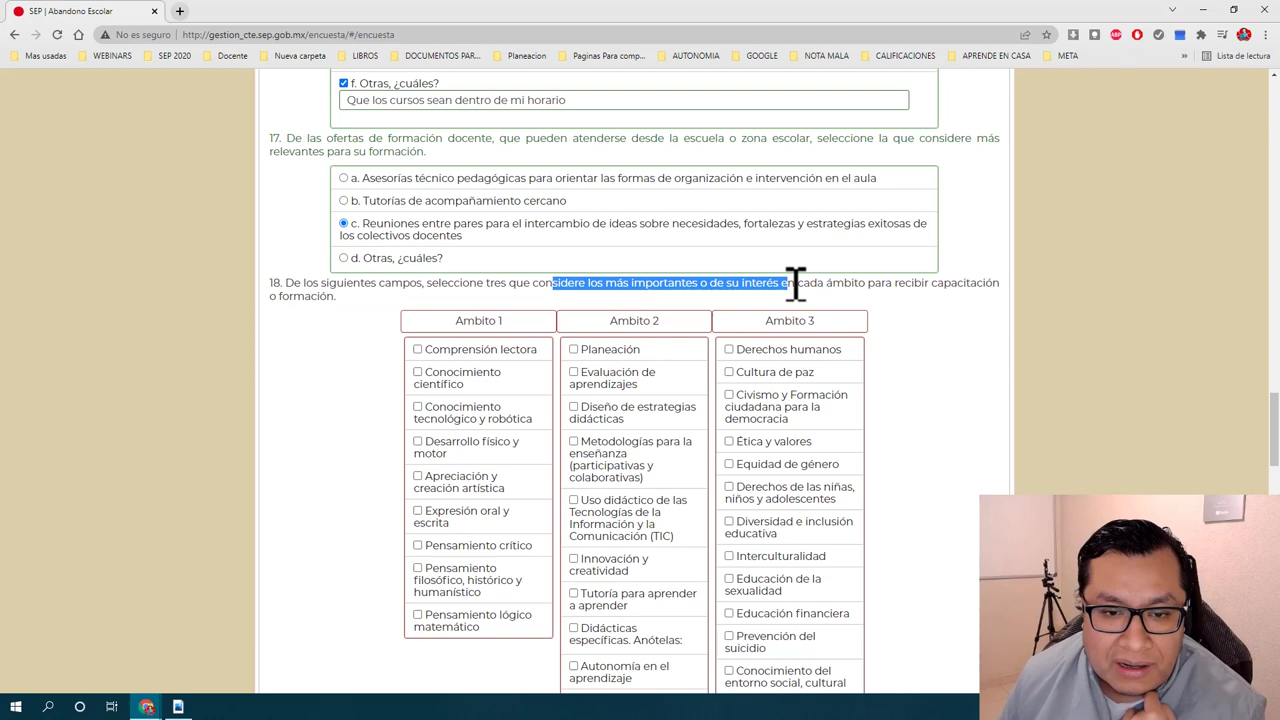 SEP | Abandono Escolar
No es seguro | http://gestion_cte.sep.gob.mx/encuesta/#/encuesta
Mas usadas WEBINARS SEP 2020 Docente Nueva carpeta LIBROS DOCUMENTOS PAR... Planeacion Paginas Para comp... AUTONOMIA GOOGLE NOTA MALA CALIFICACIONES APRENDE EN CASA META » Lista de lectura
f. Otras, ¿cuáles?
Que los cursos sean dentro de mi horario
17. De las ofertas de formación docente, que pueden atenderse desde la escuela o zona escolar, seleccione la que considere más
relevantes para su formación.
a. Asesorías técnico pedagógicas para orientar las formas de organización e intervención en el aula
b. Tutorías de acompañamiento cercano
c. Reuniones entre pares para el intercambio de ideas sobre necesidades, fortalezas y estrategias exitosas de
los colectivos docentes
d. Otras, ¿cuáles?
18. De los siguientes campos, seleccione tres que considere los más importantes o de su interés en cada ámbito para recibir capacitación
o formación.
Ambito 1
Comprensión lectora
Conocimiento
científico
Conocimiento
tecnológico y robótica
Desarrollo físico y
motor
Apreciación y
creación artística
Expresión oral y
escrita
Pensamiento crítico
Pensamiento
filosófico, histórico y
humanístico
Pensamiento lógico
matemático
Ambito 2
Planeación
Evaluación de
aprendizajes
Diseño de estrategias
didácticas
Metodologías para la
enseñanza
(participativas y
colaborativas)
Uso didáctico de las
Tecnologías de la
Información y la
Comunicación (TIC)
Innovación y
creatividad
Tutoría para aprender
a aprender
Didácticas
específicas. Anótelas:
Autonomía en el
aprendizaje
Ambito 3
Derechos humanos
Cultura de paz
Civismo y Formación
ciudadana para la
democracia
Ética y valores
Equidad de género
Derechos de las niñas,
niños y adolescentes
Diversidad e inclusión
educativa
Interculturalidad
Educación de la
sexualidad
Educación financiera
Prevención del
suicidio
Conocimiento del
entorno social, cultural